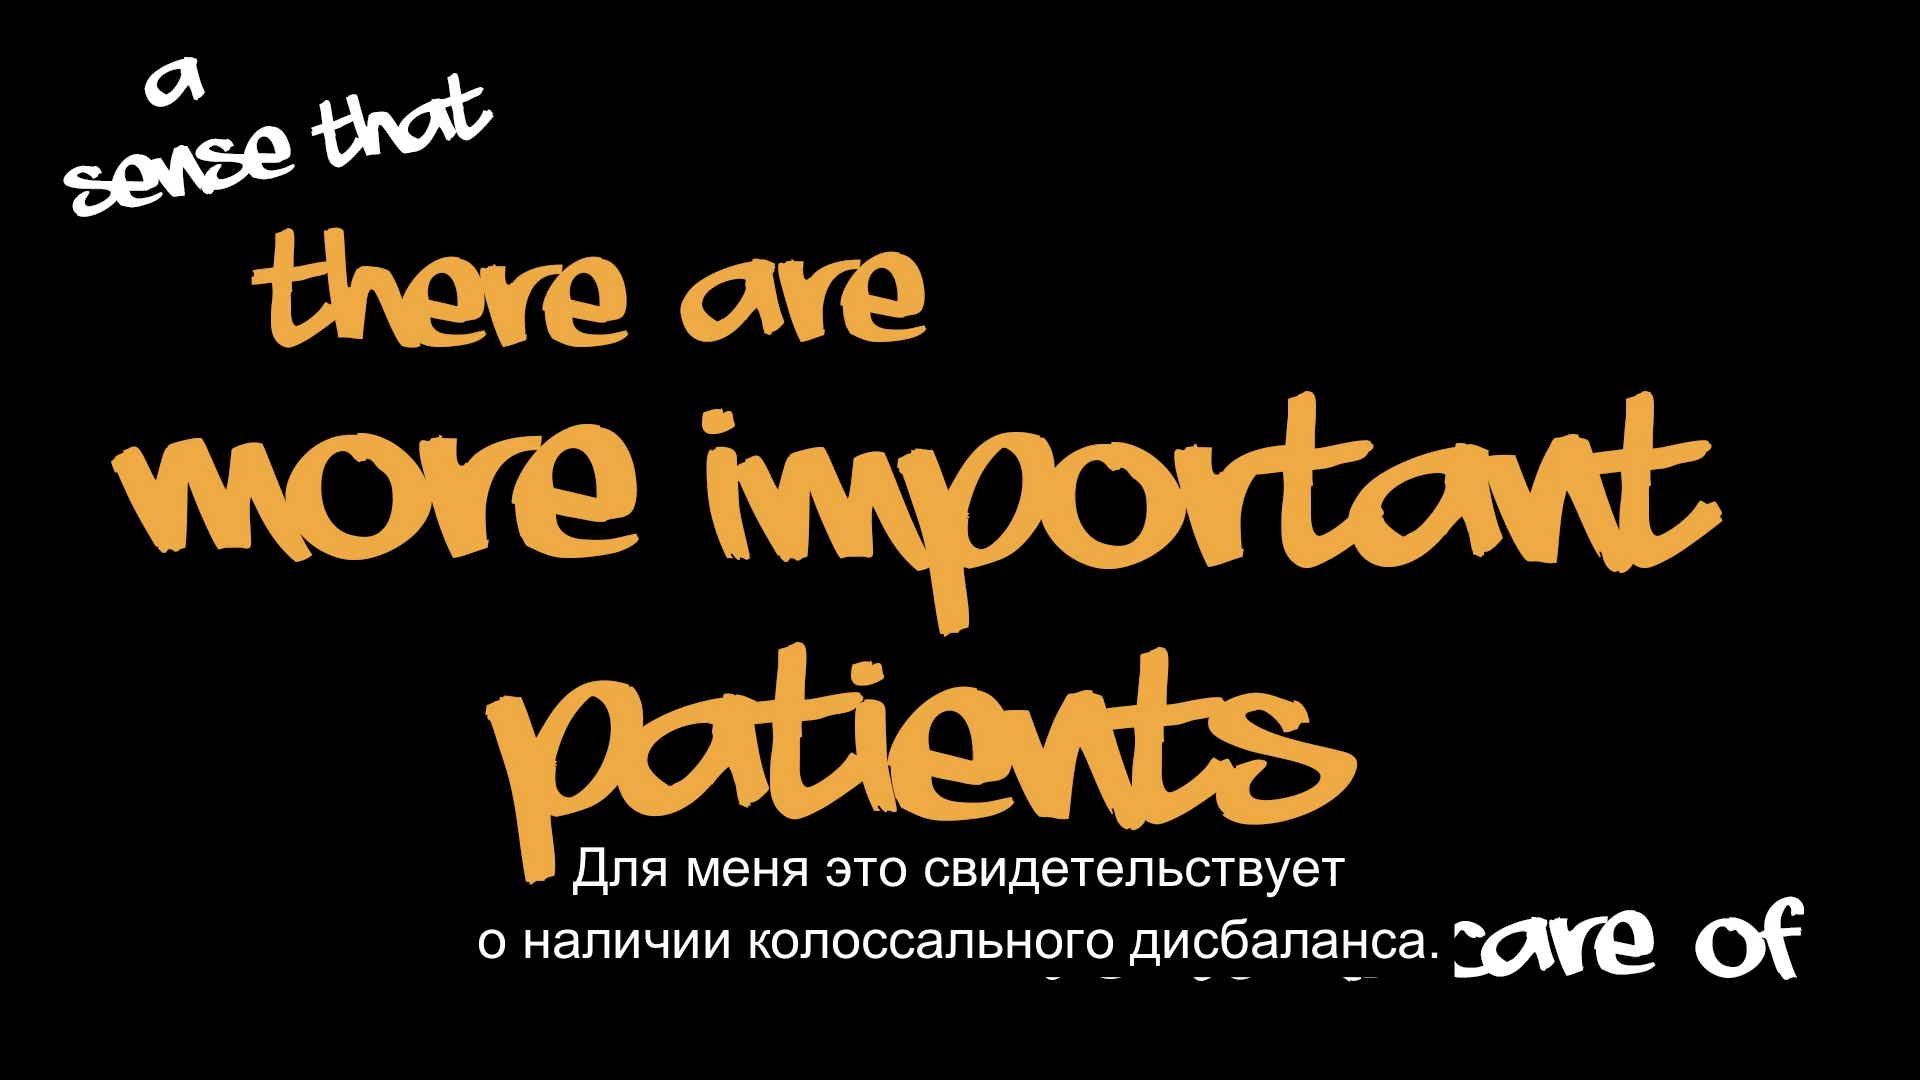 a
sense that
there are
more important
patients
Для меня это свидетельствует
о наличии колоссального дисбаланса.
care of